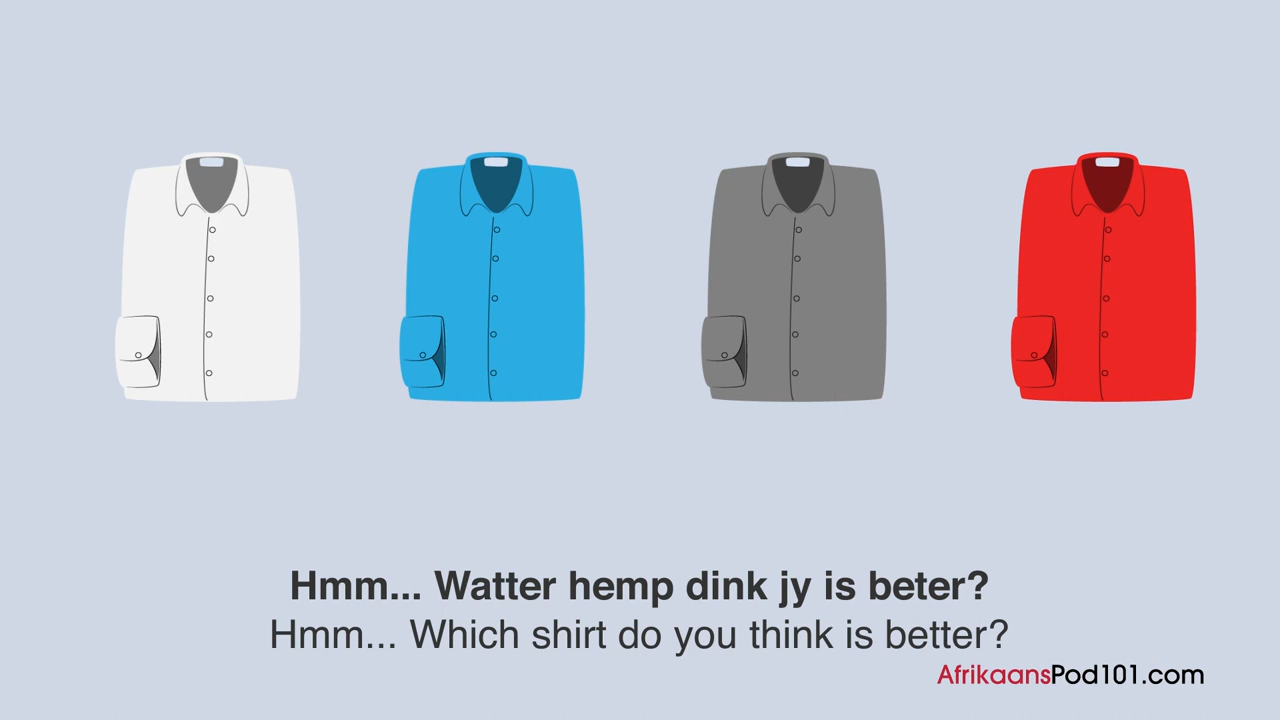 Hmm... Watter hemp dink jy is beter?
Hmm... Which shirt do you think is better?
AfrikaansPod101.com